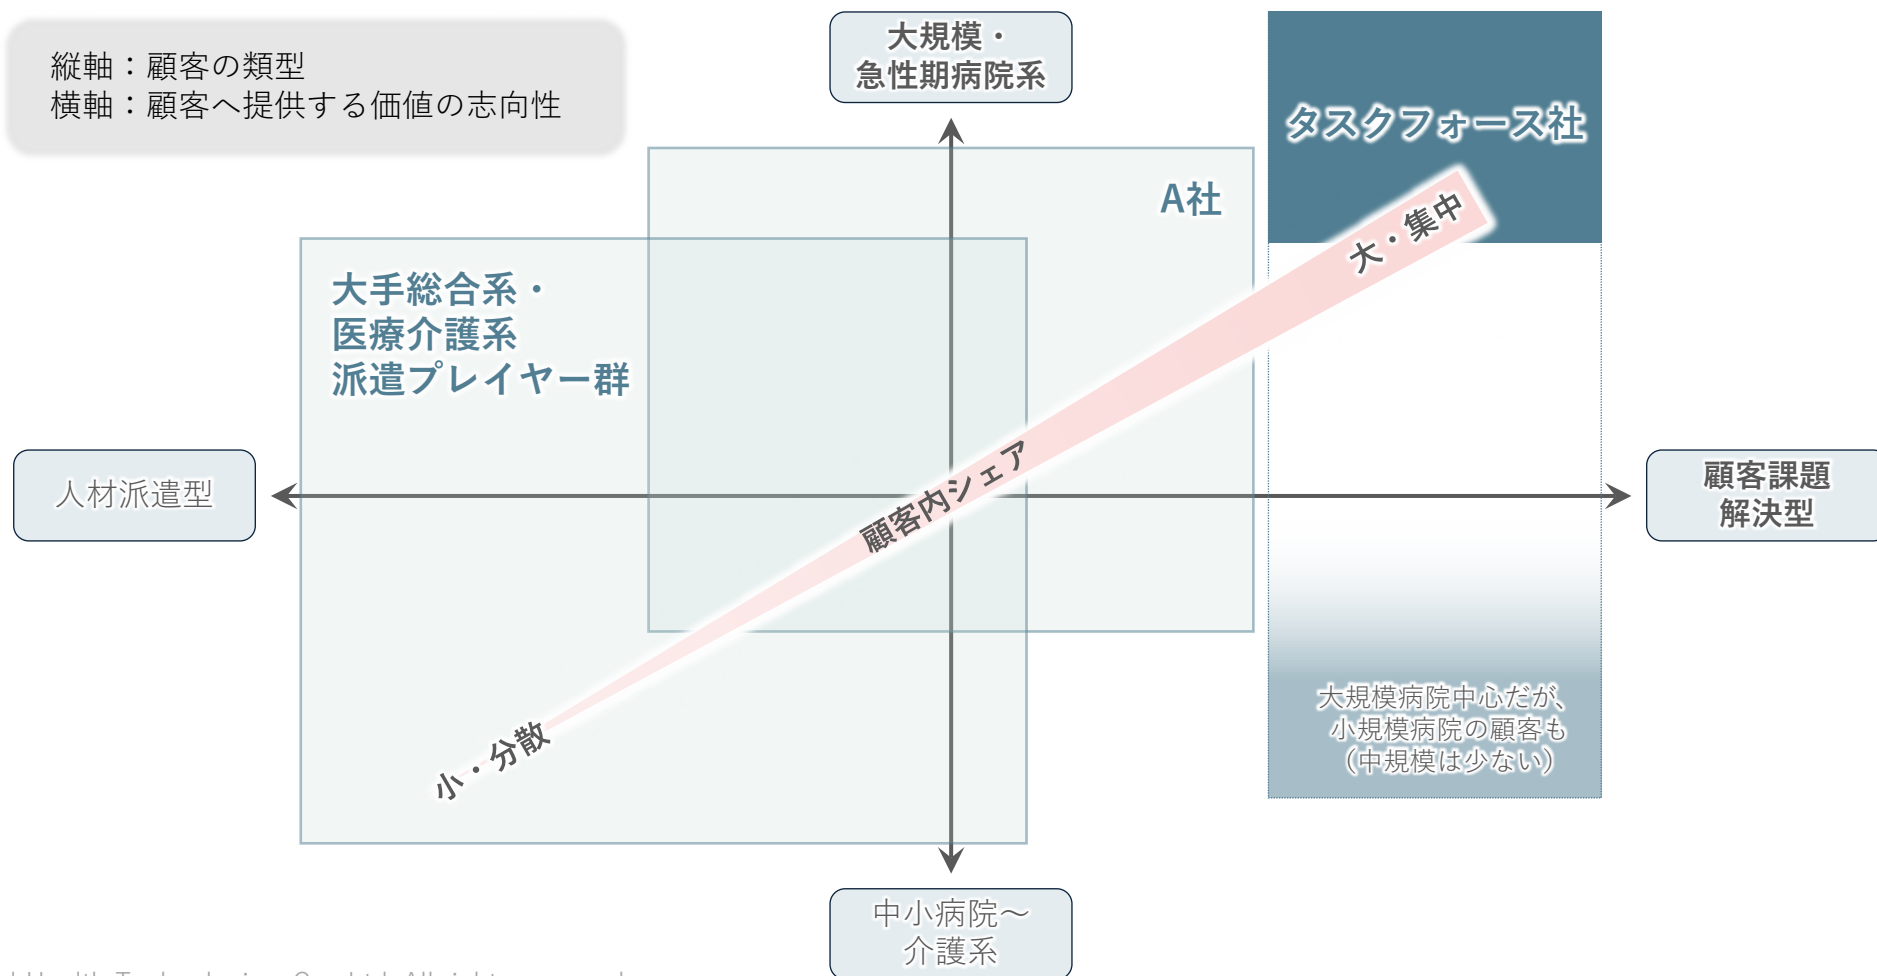 縦軸：顧客の類型
横軸：顧客へ提供する価値の志向性
大規模・
急性期病院系
タスクフォース社
A社
大・集中
大手総合系・
医療介護系
派遣プレイヤー群
人材派遣型
顧客内シェア
顧客課題
解決型
小・分散
大規模病院中心だが、
小規模病院の顧客も
（中規模は少ない）
中小病院～
介護系